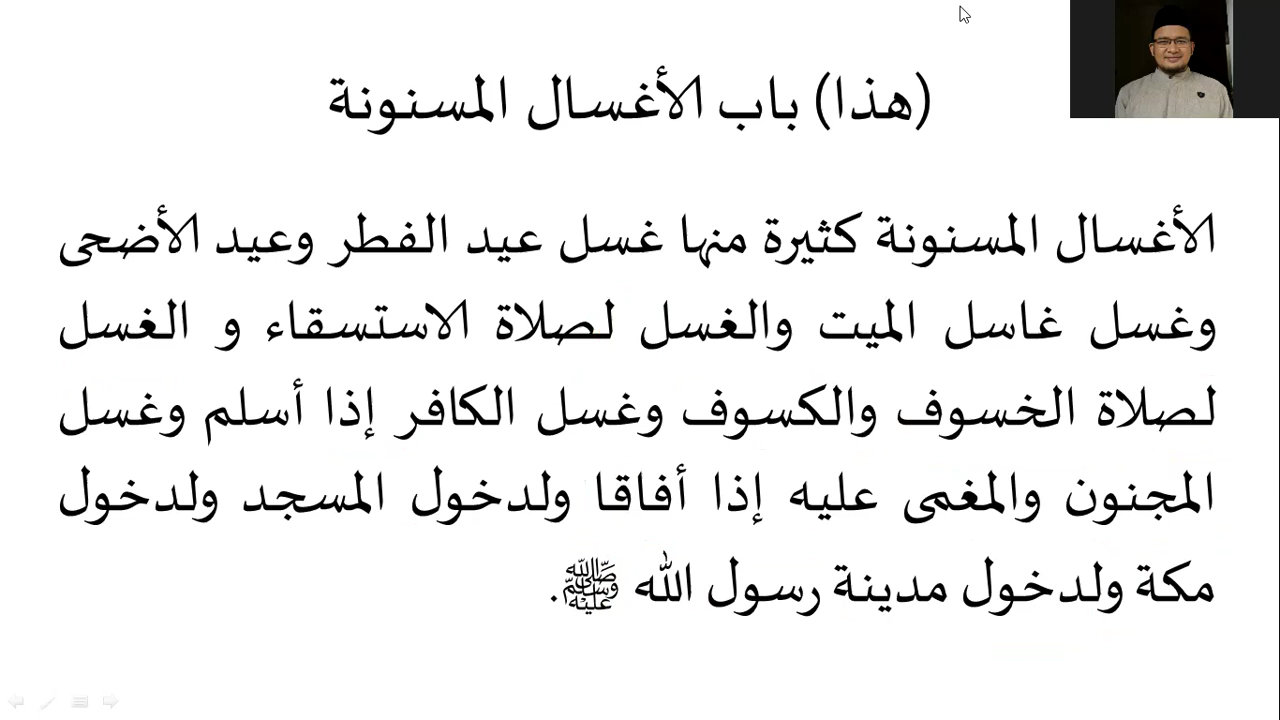 (هذا) باب الأغسال المسنونة
الأغسال المسنونة كثيرة منها غسل عيد الفطر وعيد الأضحى
وغسل غاسل الميت والغسل لصلاة الاستسقاء و الغسل
لصلاة الخسوف والكسوف وغسل الكافر إذا أسلم وغسل
المجنون والمغمى عليه إذا أفاقا ولدخول المسجد ولدخول
مكة ولدخول مدينة رسول الله ﷺ.